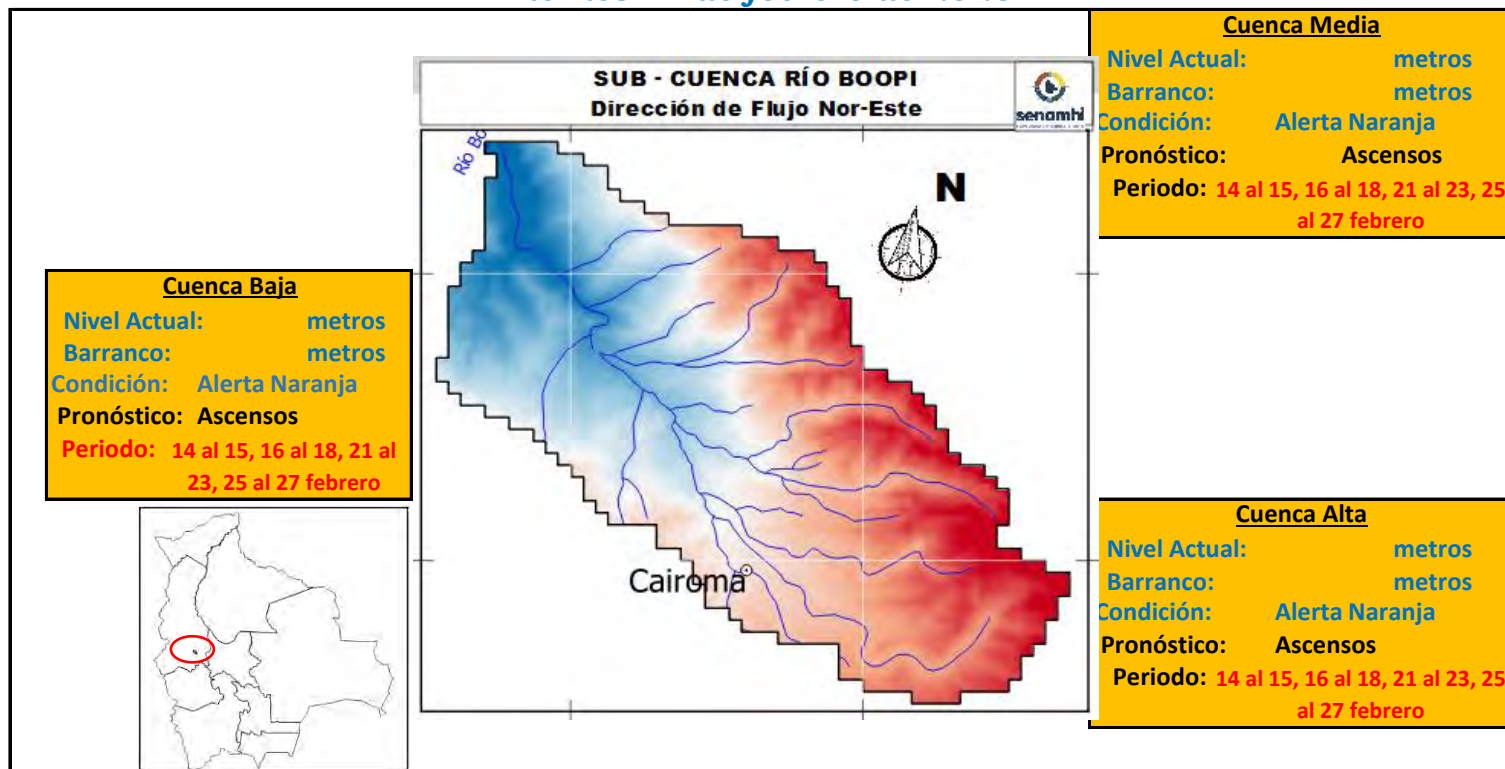 SUB - CUENCA RÍO BOOPI
Dirección de Flujo Nor-Este
senamhi
Río Bo
N
Cairoma
Cuenca Media
Nivel Actual: metros
Barranco: metros
Condición: Alerta Naranja
Pronóstico: Ascensos
Periodo: 14 al 15, 16 al 18, 21 al 23, 25
al 27 febrero
Cuenca Baja
Nivel Actual: metros
Barranco: metros
Condición: Alerta Naranja
Pronóstico: Ascensos
Periodo: 14 al 15, 16 al 18, 21 al
23, 25 al 27 febrero
Cuenca Alta
Nivel Actual: metros
Barranco: metros
Condición: Alerta Naranja
Pronóstico: Ascensos
Periodo: 14 al 15, 16 al 18, 21 al 23, 25
al 27 febrero